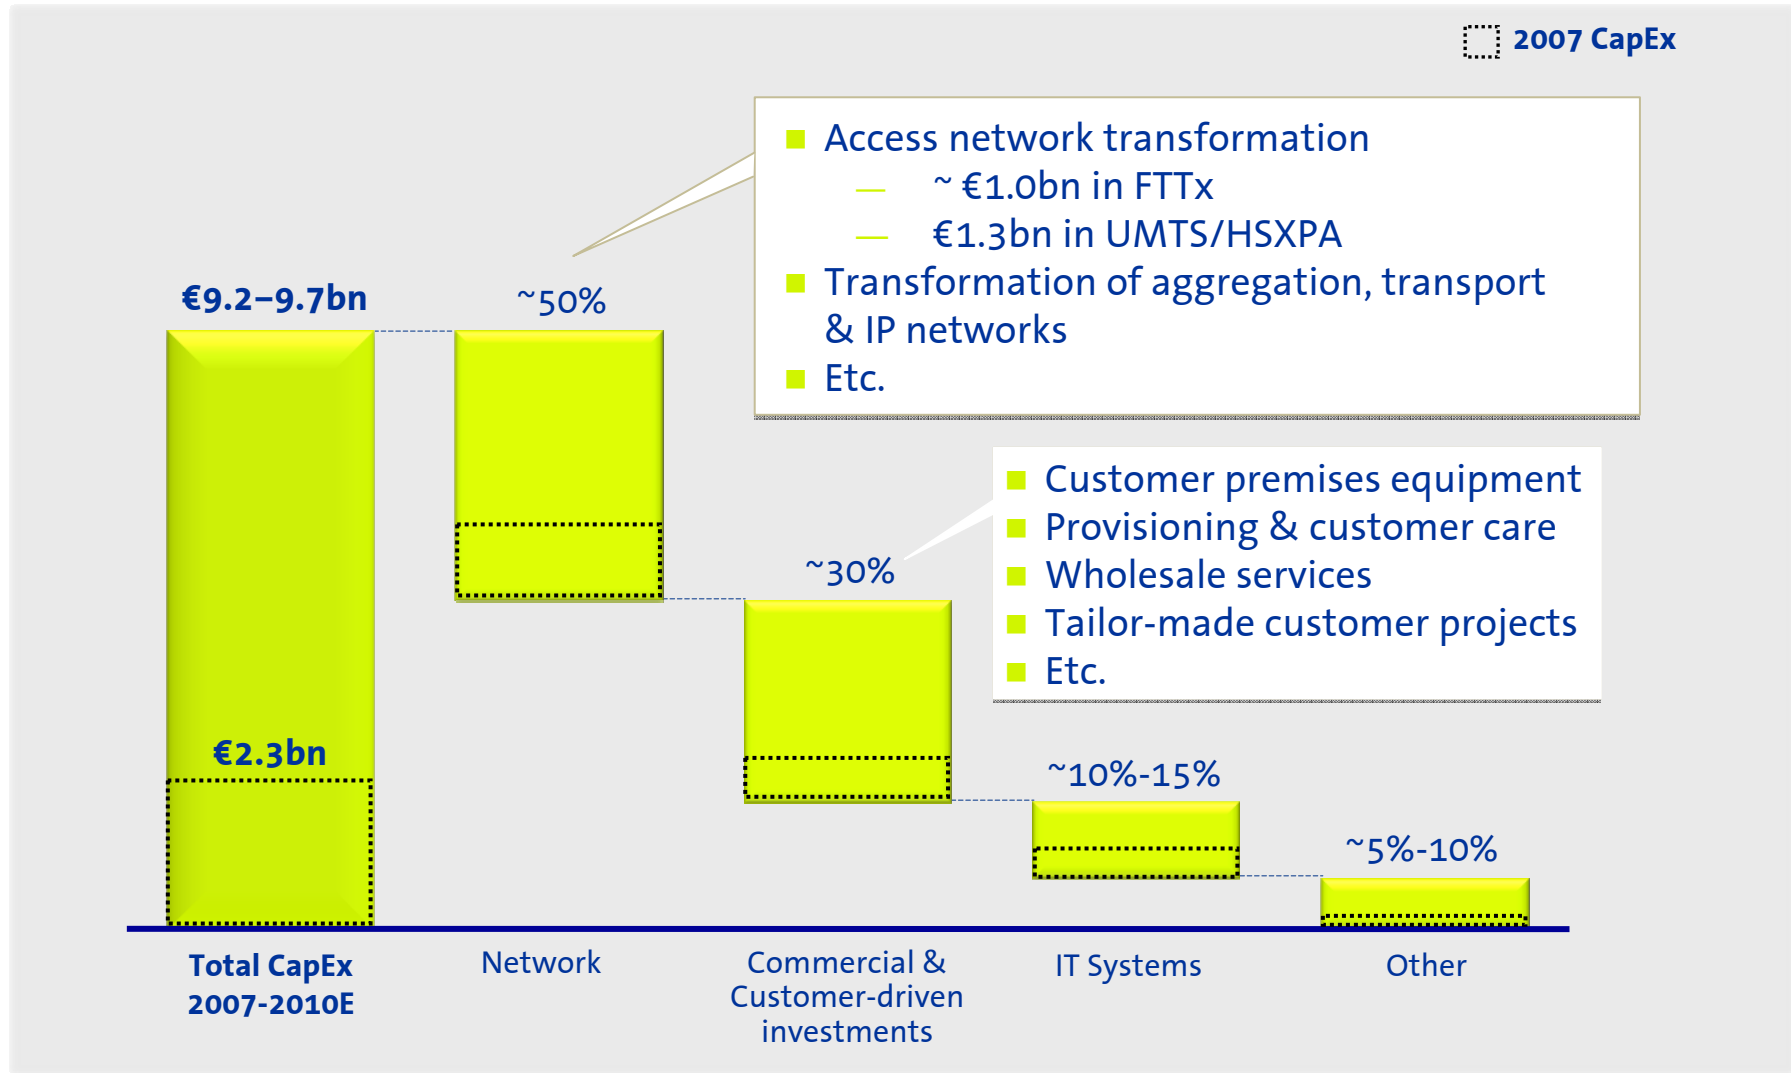 2007 CapEx
Access network transformation
— ~ €1.0bn in FTTx
— €1.3bn in UMTS/HSXPA
Transformation of aggregation, transport
& IP networks
Etc.
€9.2–9.7bn
~50%
Customer premises equipment
Provisioning & customer care
Wholesale services
Tailor-made customer projects
Etc.
~30%
€2.3bn
~10%-15%
~5%-10%
Total CapEx
2007-2010E
Network
Commercial &
Customer-driven
investments
IT Systems
Other